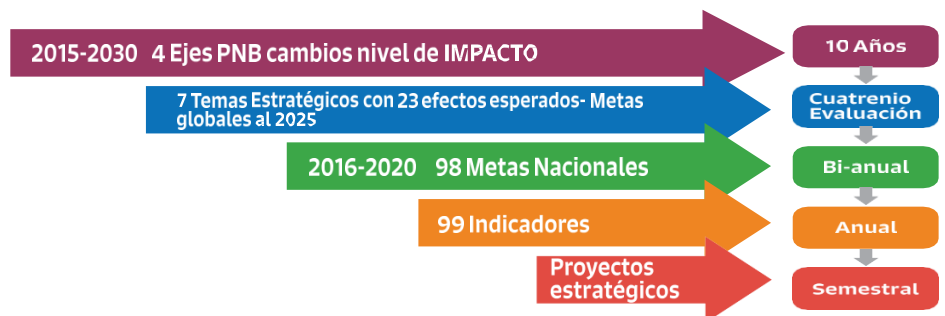 2015-2030 4 Ejes PNB cambios nivel de IMPACTO
10 Años
7 Temas Estratégicos con 23 efectos esperados- Metas
globales al 2025
Cuatrenio
Evaluación
2016-2020 98 Metas Nacionales
Bi-anual
99 Indicadores
Anual
Proyectos
estratégicos
Semestral